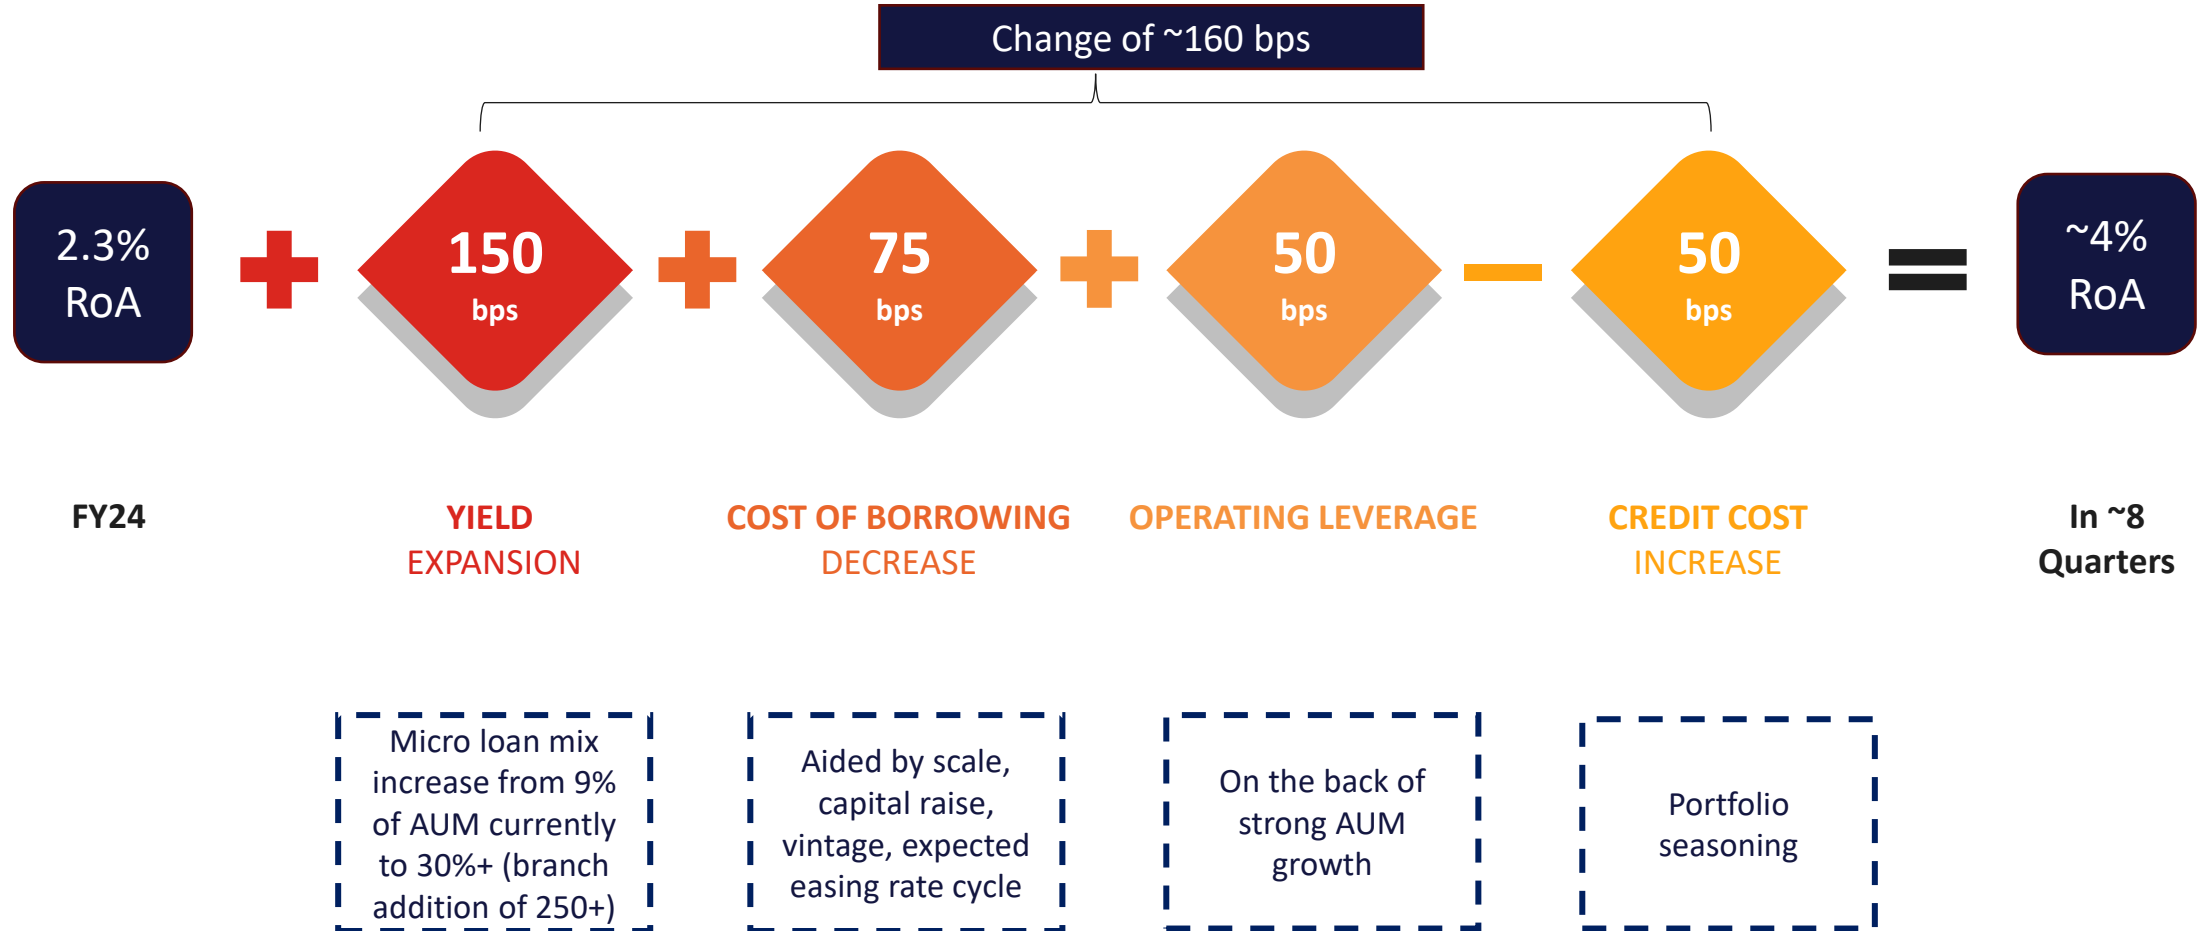 Change of ~160 bps
2.3%
RoA
150
bps
75
bps
50
bps
50
bps
~4%
RoA
FY24
YIELD
EXPANSION
COST OF BORROWING
DECREASE
OPERATING LEVERAGE
CREDIT COST
INCREASE
In ~8
Quarters
Micro loan mix
increase from 9%
of AUM currently
to 30%+ (branch
addition of 250+)
Aided by scale,
capital raise,
vintage, expected
easing rate cycle
On the back of
strong AUM
growth
Portfolio
seasoning